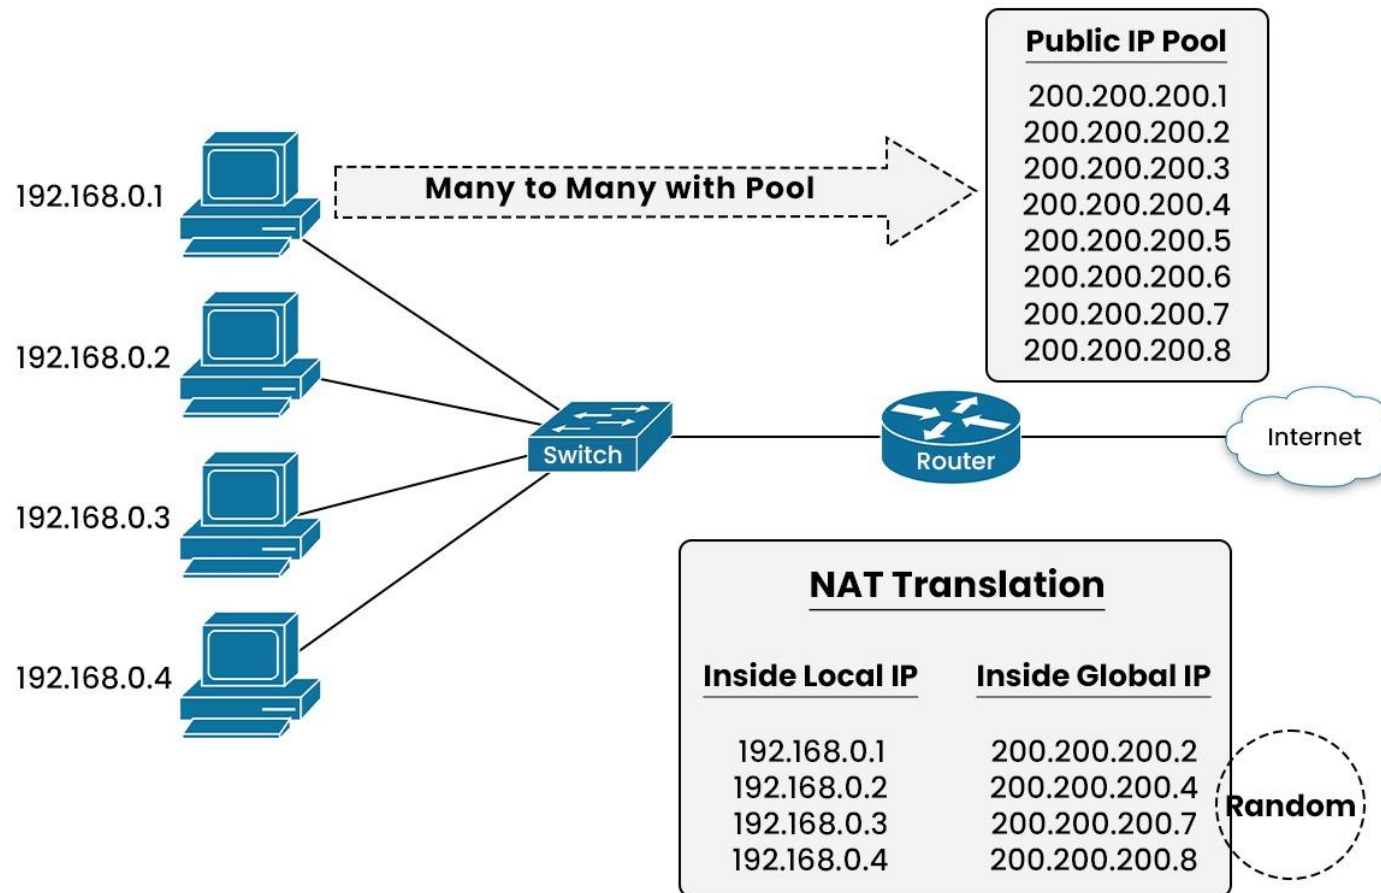 Public IP Pool
200.200.200.1
200.200.200.2
200.200.200.3
200.200.200.4
200.200.200.5
200.200.200.6
200.200.200.7
200.200.200.8
192.168.0.1
Many to Many with Pool
192.168.0.2
192.168.0.3
192.168.0.4
Switch
Router
Internet
NAT Translation
Inside Local IP Inside Global IP
192.168.0.1 200.200.200.2
192.168.0.2 200.200.200.4
192.168.0.3 200.200.200.7
192.168.0.4 200.200.200.8
Random